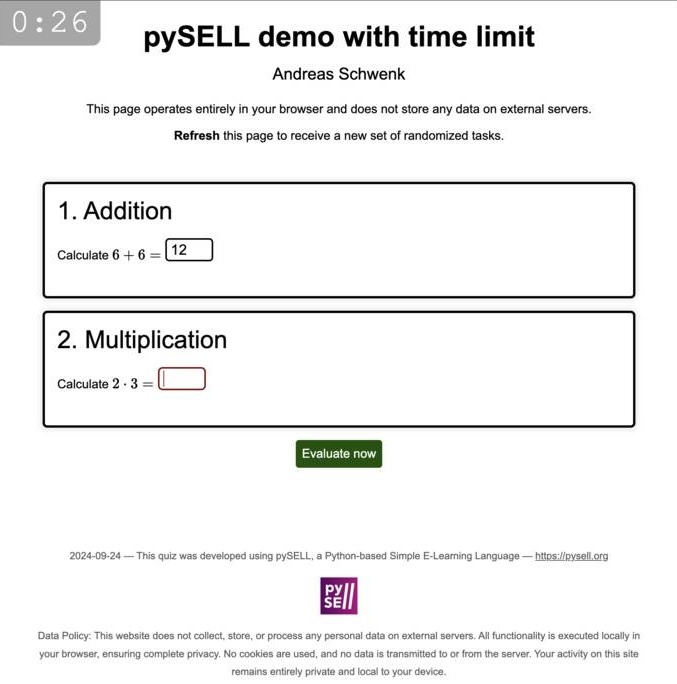 0:26
pySELL demo with time limit
Andreas Schwenk
This page operates entirely in your browser and does not store any data on external servers.
Refresh this page to receive a new set of randomized tasks.
1. Addition
Calculate 6 + 6 = 12
2. Multiplication
Calculate 2 · 3 =
Evaluate now
2024-09-24 — This quiz was developed using pySELL, a Python-based Simple E-Learning Language — https://pysell.org
PY
SE//
Data Policy: This website does not collect, store, or process any personal data on external servers. All functionality is executed locally in
your browser, ensuring complete privacy. No cookies are used, and no data is transmitted to or from the server. Your activity on this site
remains entirely private and local to your device.